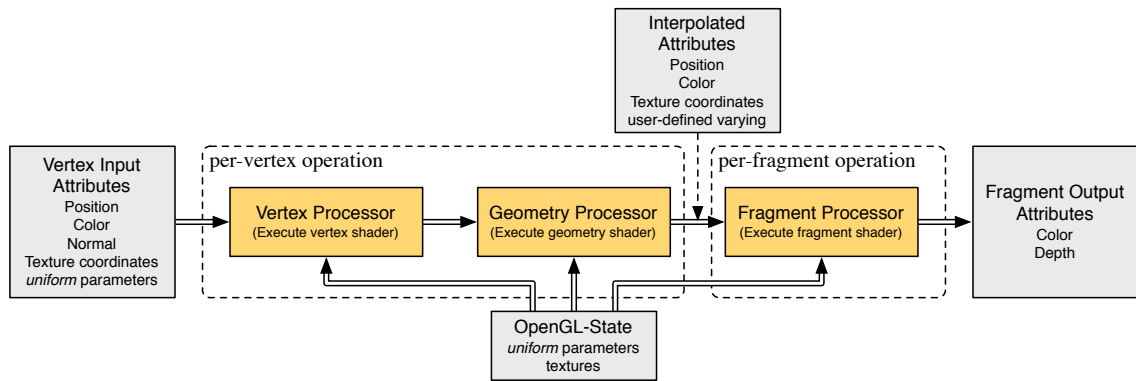 Interpolated
Attributes
Position
Color
Texture coordinates
user-defined varying
Vertex Input
Attributes
Position
Color
Normal
Texture coordinates
uniform parameters
per-vertex operation
Vertex Processor
(Execute vertex shader)
Geometry Processor
(Execute geometry shader)
per-fragment operation
Fragment Processor
(Execute fragment shader)
Fragment Output
Attributes
Color
Depth
OpenGL-State
uniform parameters
textures